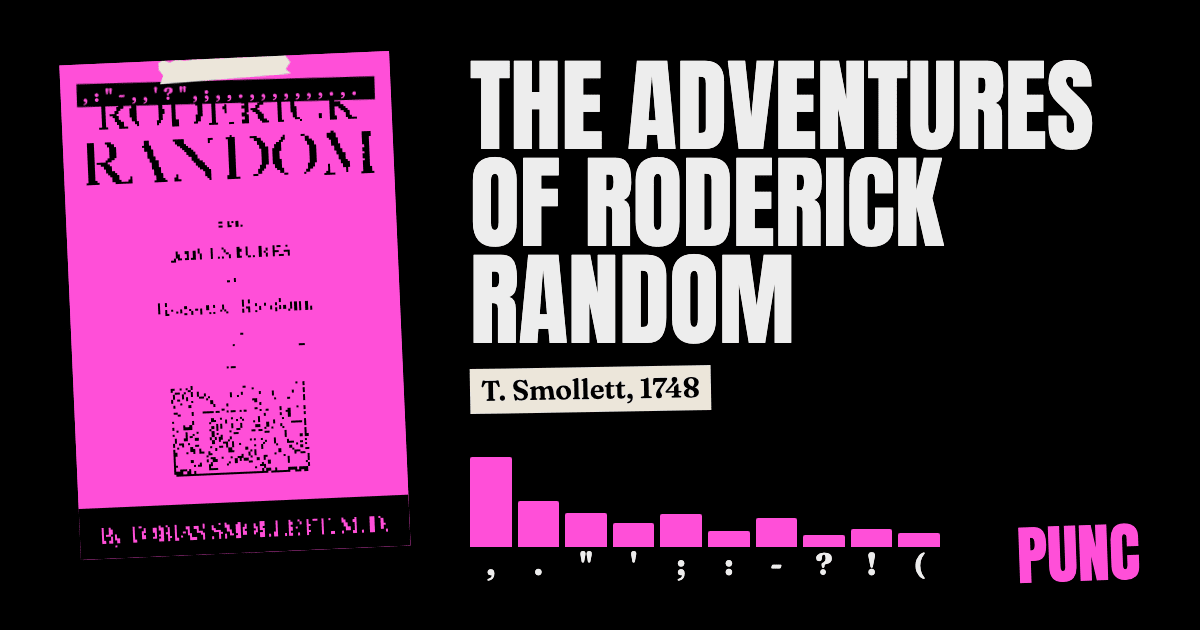 ,:"-,,'?",;,,.,,,,,,,.,.
RODERICK
RANDOM
THE ADVENTURES
OF RODERICK
RANDOM
T. Smollett, 1748
, . " ' ; : - ? ! (
PUNC